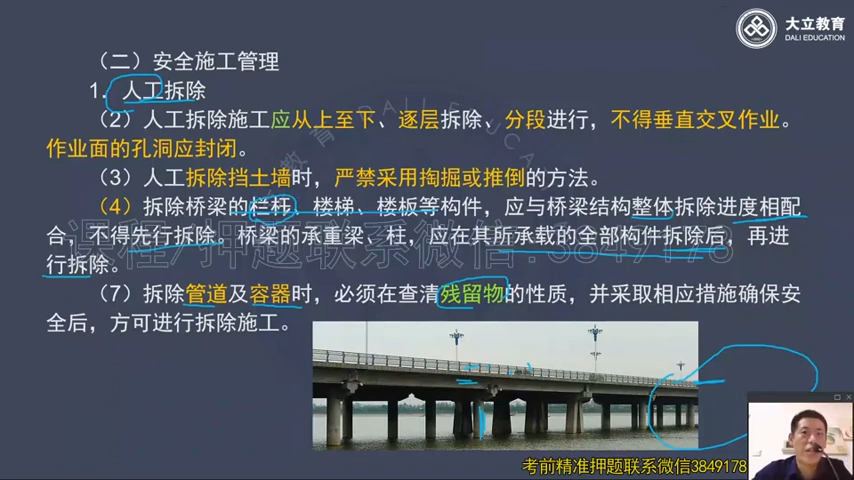 大立教育
DALI EDUCATION
（二）安全施工管理
1. 人工拆除
（2）人工拆除施工应从上至下、逐层拆除、分段进行，不得垂直交叉作业。
作业面的孔洞应封闭。
（3）人工拆除挡土墙时，严禁采用掏掘或推倒的方法。
（4）拆除桥梁的栏杆、楼梯、楼板等构件，应与桥梁结构整体拆除进度相配
合，不得先行拆除。桥梁的承重梁、柱，应在其所承载的全部构件拆除后，再进
行拆除。
（7）拆除管道及容器时，必须在查清残留物的性质，并采取相应措施确保安
全后，方可进行拆除施工。
课程/押题联系微信:3849178
考前精准押题联系微信3849178